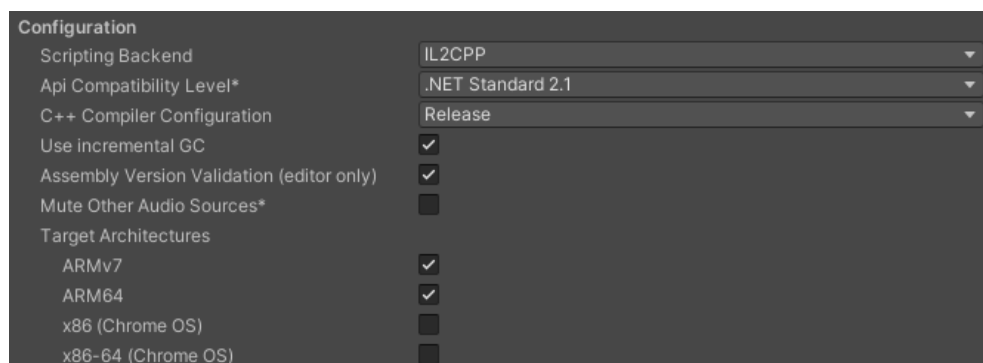 Configuration
Scripting Backend IL2CPP
Api Compatibility Level* .NET Standard 2.1
C++ Compiler Configuration Release
Use incremental GC
Assembly Version Validation (editor only)
Mute Other Audio Sources*
Target Architectures
ARMv7
ARM64
x86 (Chrome OS)
x86-64 (Chrome OS)